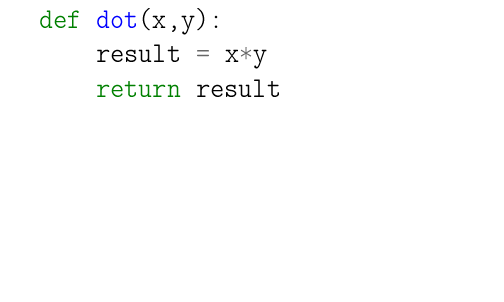 def dot(x,y):
    result = x*y
    return result